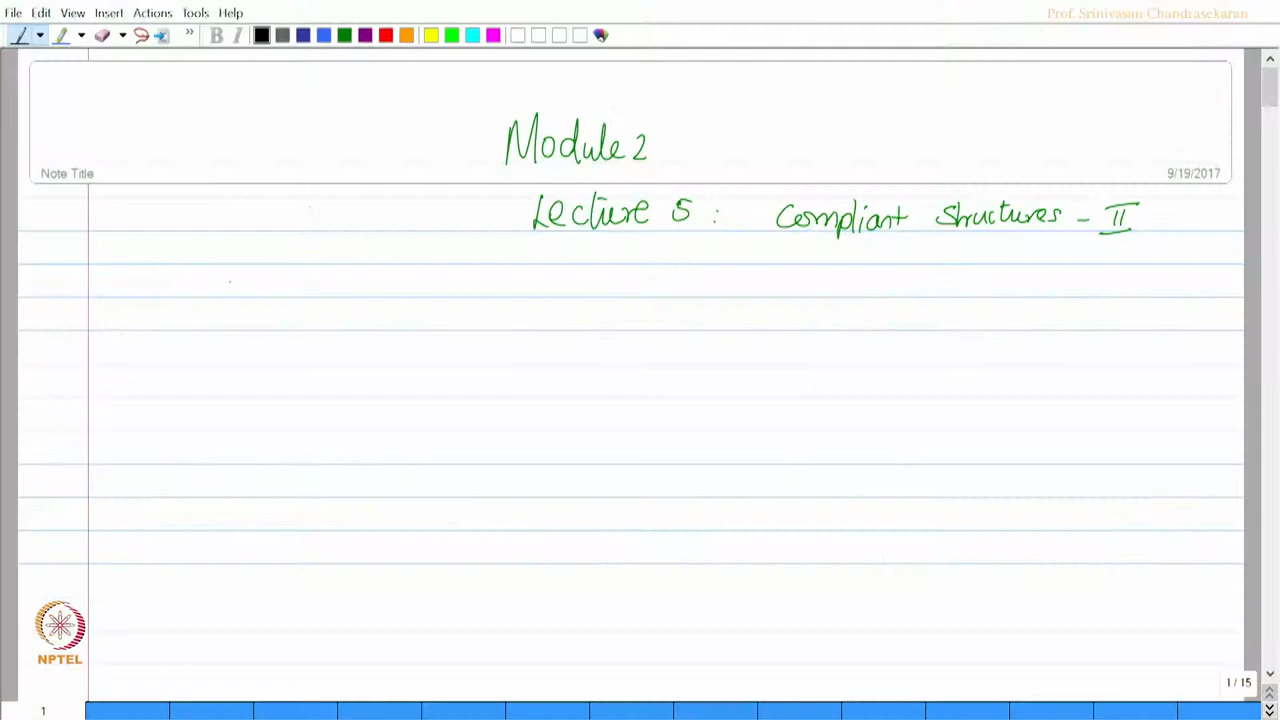 File Edit View Insert Actions Tools Help
Prof. Srinivasan Chandrasekaran
» B I
Module 2
Note Title
9/19/2017
Lecture 5 : Compliant structures - II
NPTEL
1 / 15
1